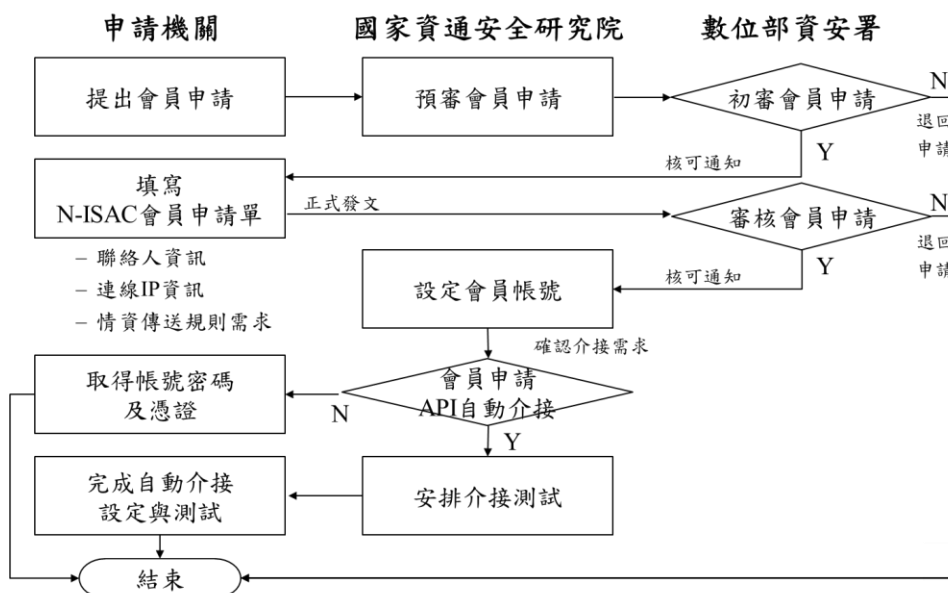 申請機關 國家資通安全研究院 數位部資安署
提出會員申請 預審會員申請 初審會員申請 N
退回
申請
Y
核可通知
填寫
N-ISAC會員申請單
正式發文
審核會員申請 N
退回
申請
Y
核可通知
– 聯絡人資訊
– 連線IP資訊
– 情資傳送規則需求
設定會員帳號
確認介接需求
會員申請
API自動介接
N
Y
取得帳號密碼
及憑證
安排介接測試
完成自動介接
設定與測試
結束